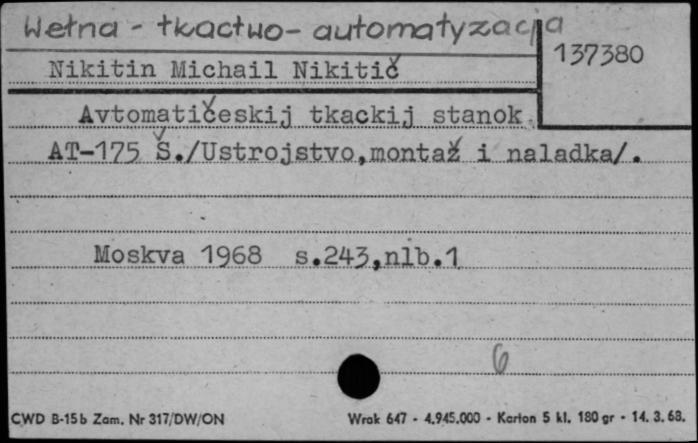 Wełna - tkactwo - automatyzacja
137380
Nikitin Michail Nikitič
Avtomatičeskij tkackij stanok
AT-175 Š./Ustrojstvo,montaž i naladka/.
Moskva 1968 s.243,nlb.1
6
CWD B-15b Zam. Nr 317/DW/ON Wrak 647 - 4.945.000 - Karton 5 kl. 180 gr - 14. 3. 68.